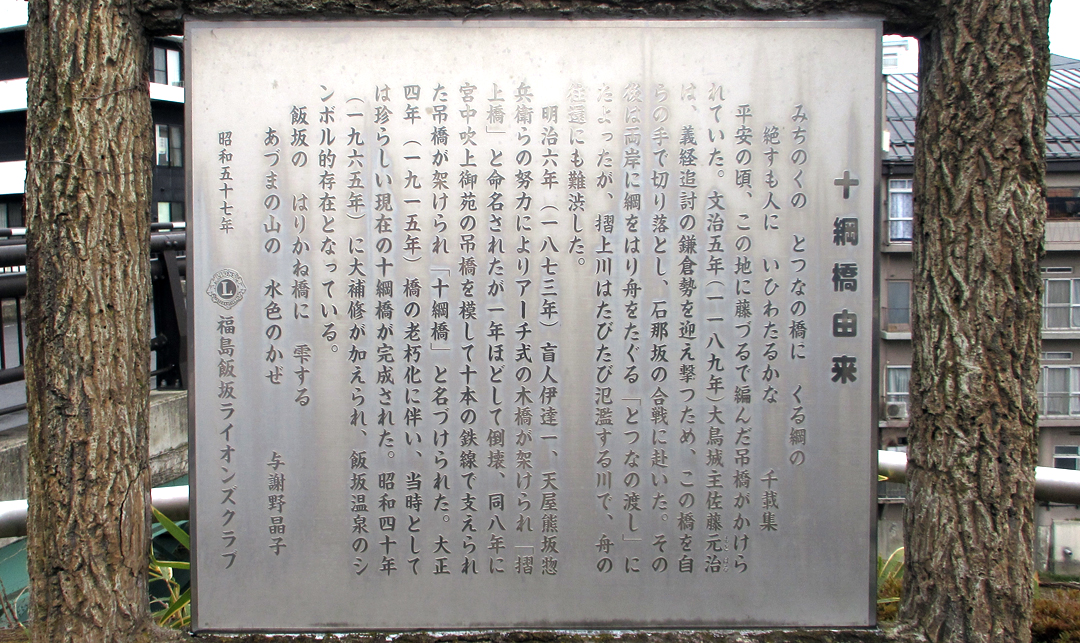 十綱橋由来
みちのくの とつなの橋に くる綱の
絶すも人に いひわたるかな 千載集
平安の頃、この地に藤づるで編んだ吊橋がかけら
れていた。文治五年(一一八九年)大鳥城王佐藤元治
は、義経追討の鎌倉勢を迎え撃つため、この橋を自
らの手で切り落とし、石那坂の合戦に赴いた。その
後は両岸に綱をはり舟をたぐる「とつなの渡し」に
たよったが、摺上川はたびたび氾濫する川で、舟の
往還にも難渋した。
明治六年(一八七三年)盲人伊達一、天屋熊坂惣
兵衛らの努力によりアーチ式の木橋が架けられ「摺
上橋」と命名されたが一年ほどして倒壊、同八年に
宮中吹上御苑の吊橋を模して十本の鉄線で支えられ
た吊橋が架けられ「十綱橋」と名づけられた。大正
四年(一九一五年)橋の老朽化に伴い、当時として
は珍らしい現在の十綱橋が完成された。昭和四十年
(一九六五年)に大補修が加えられ、飯坂温泉のシ
ンボル的存在となっている。
飯坂の はりかね橋に 雫する
あづまの山の 水色のかぜ 与謝野晶子
昭和五十七年 L 福島飯坂ライオンズクラブ